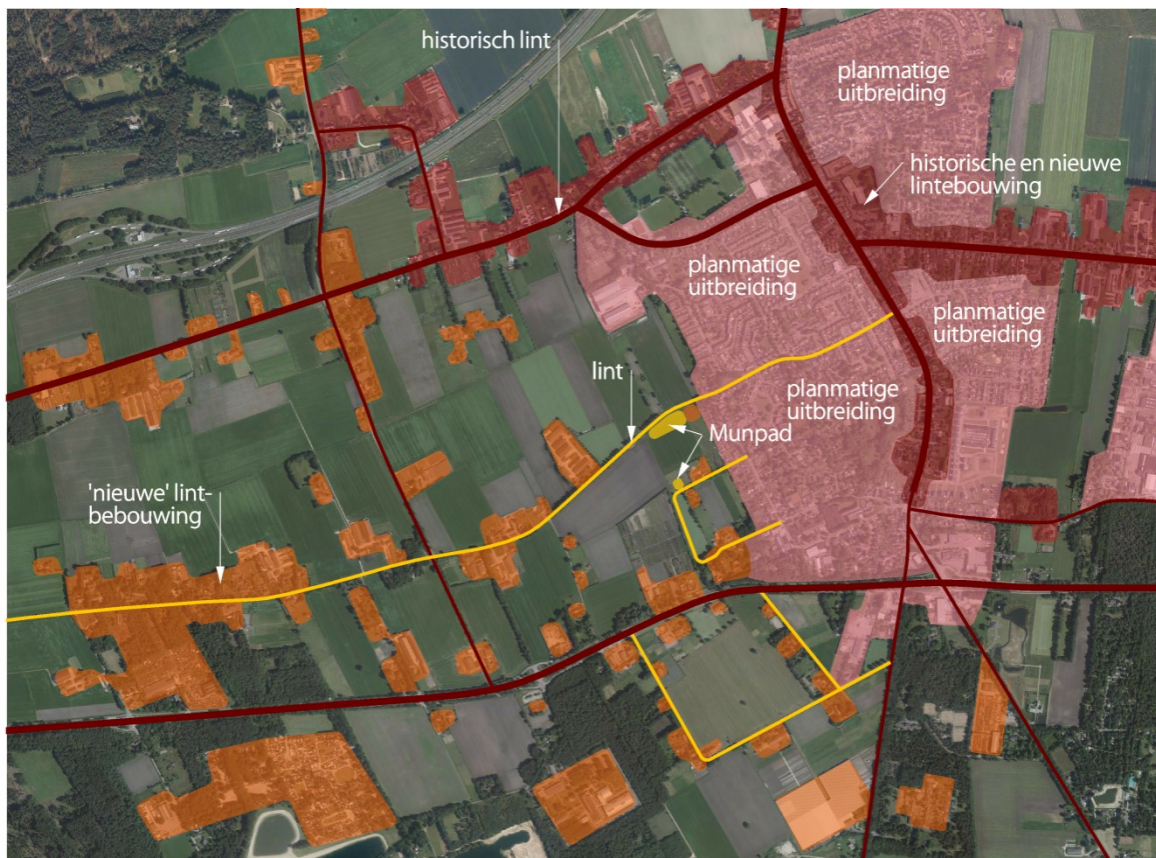 historisch lint
planmatige
uitbreiding
historische en nieuwe
lintebouwing
planmatige
uitbreiding
planmatige
uitbreiding
lint
planmatige
uitbreiding
Munpad
'nieuwe' lint-
bebouwing